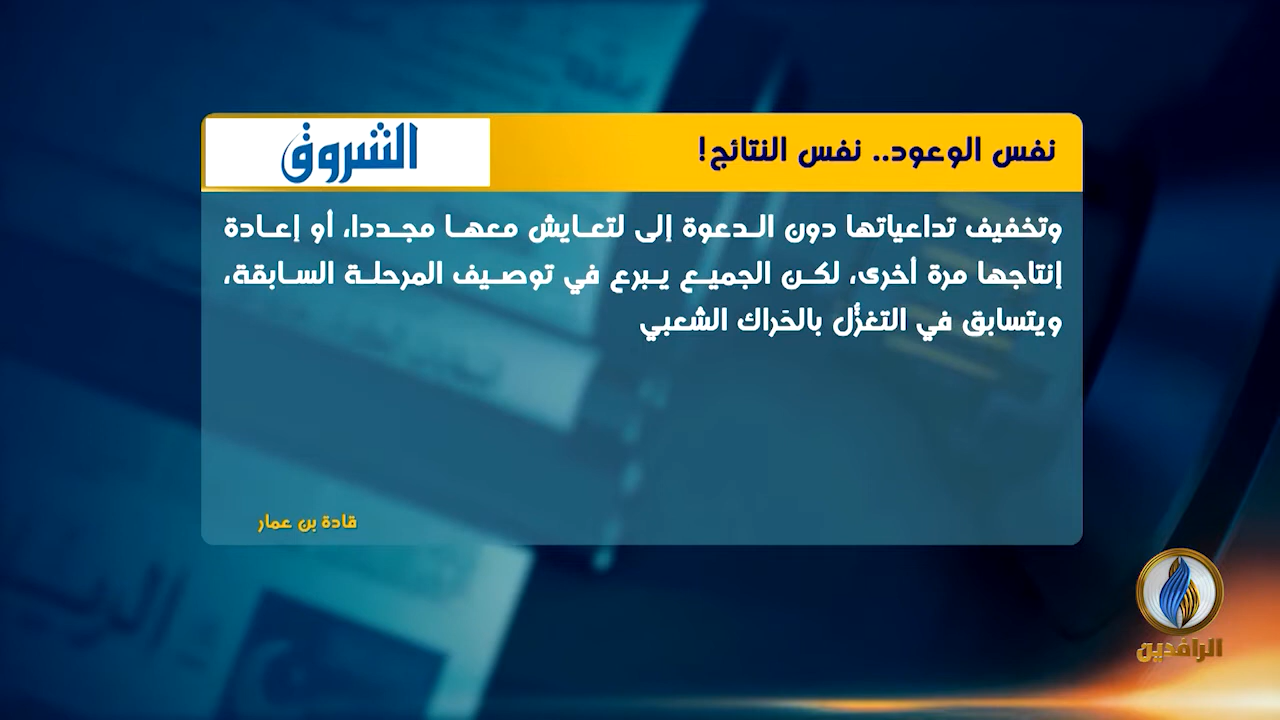 نفس الوعود.. نفس النتائج!
الشروق
وتخفيف تداعياتها دون الدعوة إلى لتعايش معها مجددا، أو إعادة
إنتاجها مرة أخرى، لكن الجميع يبرع في توصيف المرحلة السابقة،
ويتسابق في التغزُّل بالحَراك الشعبي
قادة بن عمار
الرافدين